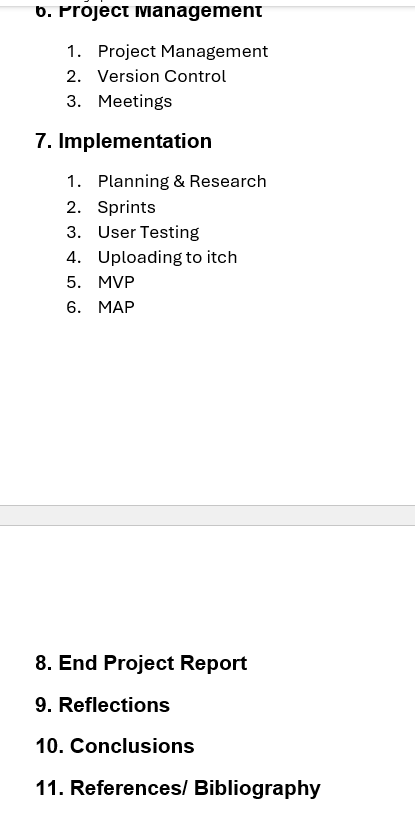 6. Project Management
1. Project Management
2. Version Control
3. Meetings
7. Implementation
1. Planning & Research
2. Sprints
3. User Testing
4. Uploading to itch
5. MVP
6. MAP
8. End Project Report
9. Reflections
10. Conclusions
11. References/ Bibliography